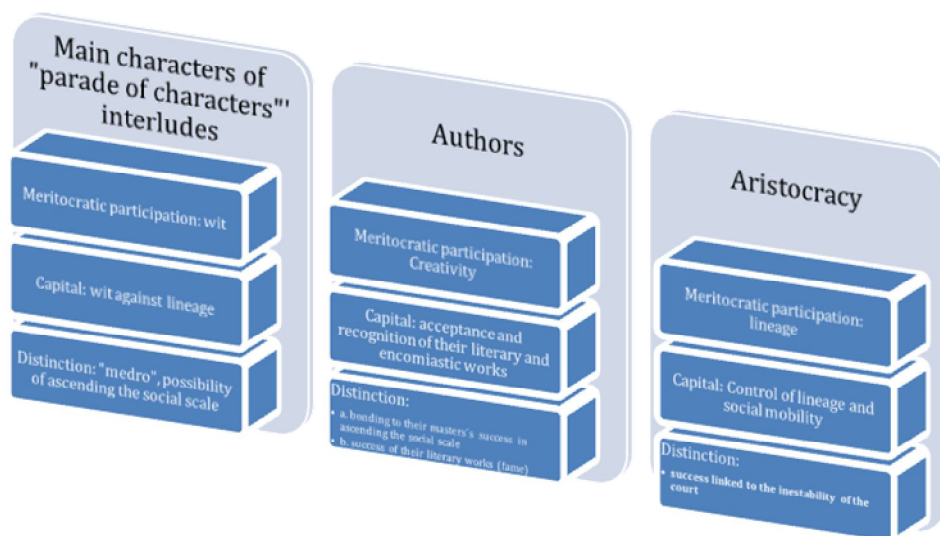 Main characters of
"parade of characters"'
interludes
Meritocratic participation: wit
Capital: wit against lineage
Distinction: "medro", possibility
of ascending the social scale
Authors
Meritocratic participation:
Creativity
Capital: acceptance and
recognition of their literary and
encomiastic works
Distinction:
• a. bonding to their masters´s success in
ascending the social scale
• b. success of their literary works (fame)
Aristocracy
Meritocratic participation:
lineage
Capital: Control of lineage and
social mobility
Distinction:
• success linked to the inestability of the
court